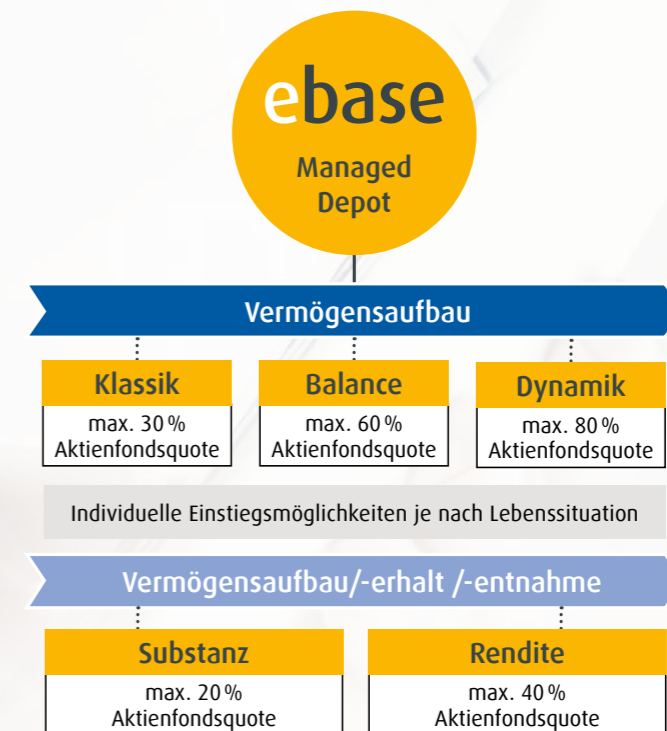 ebase
Managed
Depot
Vermögensaufbau
Klassik
max. 30 %
Aktienfondsquote
Balance
max. 60 %
Aktienfondsquote
Dynamik
max. 80 %
Aktienfondsquote
Individuelle Einstiegsmöglichkeiten je nach Lebenssituation
Vermögensaufbau/-erhalt /-entnahme
Substanz
max. 20 %
Aktienfondsquote
Rendite
max. 40 %
Aktienfondsquote